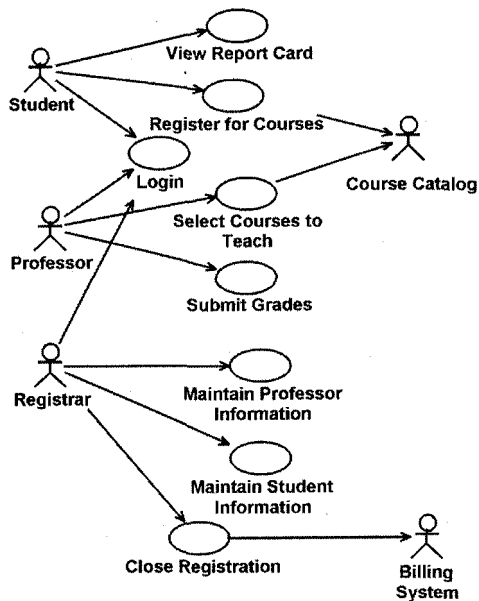 View Report Card
Student
Register for Courses
Login
Course Catalog
Select Courses to
Teach
Professor
Submit Grades
Registrar
Maintain Professor
Information
Maintain Student
Information
Close Registration
Billing
System